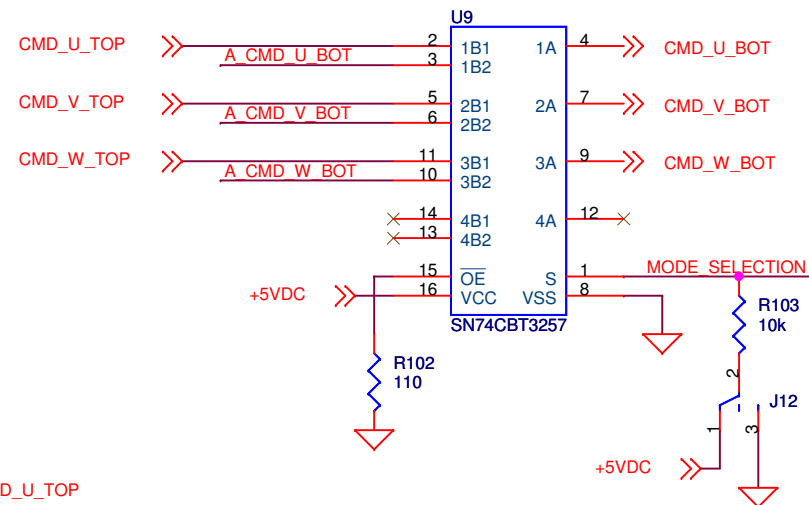 U9
CMD_U_TOP
2
1B1
1A
4
CMD_U_BOT
A_CMD_U_BOT
3
1B2
CMD_V_TOP
5
2B1
2A
7
CMD_V_BOT
A_CMD_V_BOT
6
2B2
CMD_W_TOP
11
3B1
3A
9
CMD_W_BOT
A_CMD_W_BOT
10
3B2
14
4B1
4A
12
13
4B2
15
OE
S
1
MODE_SELECTION
+5VDC
16
VCC
VSS
8
SN74CBT3257
R103
10k
R102
110
2
J12
1
3
+5VDC
D_U_TOP